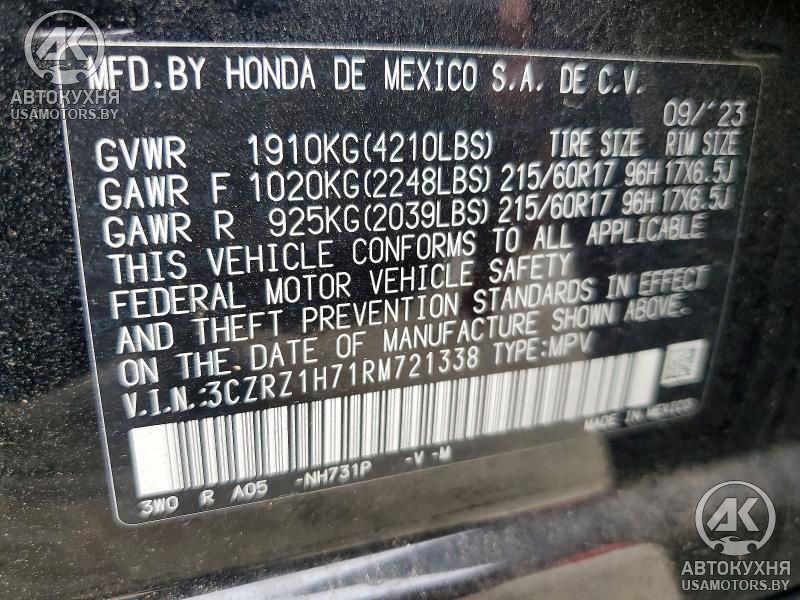 АК
АВТОКУХНЯ
USAMOTORS.BY
MFD.BY HONDA DE MEXICO S.A. DE C.V.
09/'23
GVWR 1910KG(4210LBS) TIRE SIZE RIM SIZE
GAWR F 1020KG(2248LBS) 215/60R17 96H 17X6.5J
GAWR R 925KG(2039LBS) 215/60R17 96H 17X6.5J
THIS VEHICLE CONFORMS TO ALL APPLICABLE
FEDERAL MOTOR VEHICLE SAFETY
AND THEFT PREVENTION STANDARDS IN EFFECT
ON THE DATE OF MANUFACTURE SHOWN ABOVE.
V.I.N.:3CZRZ1H71RM721338 TYPE:MPV
MADE IN MEXICO
3W0 R A05 -NH731P -V -M
АК
АВТОКУХНЯ
USAMOTORS.BY